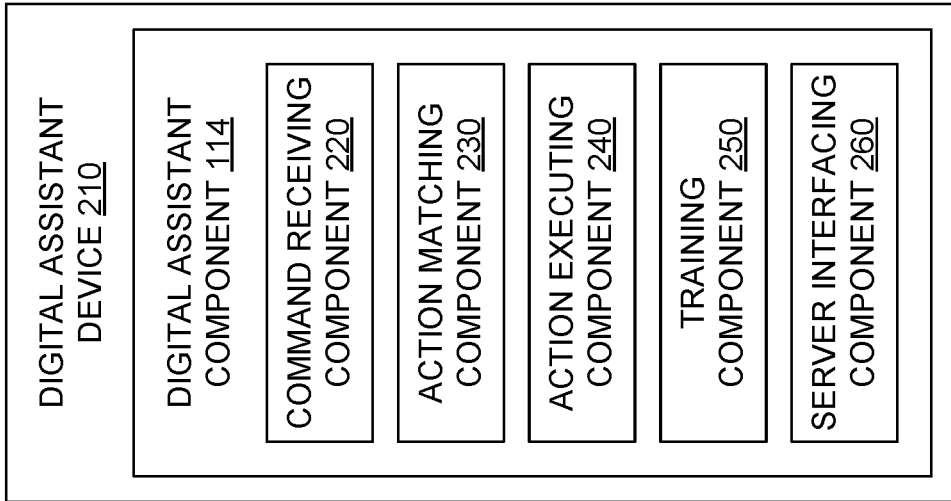 DIGITAL ASSISTANT
DEVICE 210
DIGITAL ASSISTANT
COMPONENT 114
COMMAND RECEIVING
COMPONENT 220
ACTION MATCHING
COMPONENT 230
ACTION EXECUTING
COMPONENT 240
TRAINING
COMPONENT 250
SERVER INTERFACING
COMPONENT 260